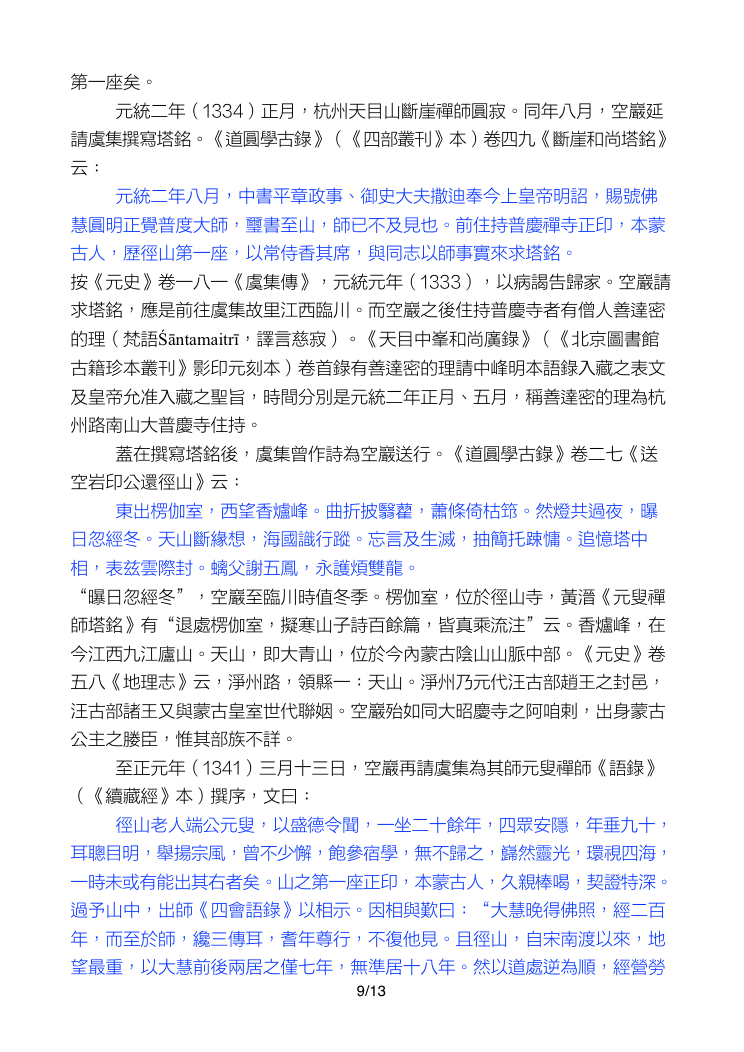 第一座矣。
元統二年（1334）正月，杭州天目山斷崖禪師圓寂。同年八月，空巖延
請虞集撰寫塔銘。《道園學古錄》（《四部叢刊》本）卷四九《斷崖和尚塔銘》
云：
元統二年八月，中書平章政事、御史大夫撒迪奉今上皇帝明詔，賜號佛
慧圓明正覺普度大師，璽書至山，師已不及見也。前住持普慶禪寺正印，本蒙
古人，歷徑山第一座，以常侍香其席，與同志以師事實來求塔銘。
按《元史》卷一八一《虞集傳》，元統元年（1333），以病謁告歸家。空巖請
求塔銘，應是前往虞集故里江西臨川。而空巖之後住持普慶寺者有僧人善達密
的理（梵語Śāntamaitrī，譯言慈寂）。《天目中峯和尚廣錄》（《北京圖書館
古籍珍本叢刊》影印元刻本）卷首錄有善達密的理請中峰明本語錄入藏之表文
及皇帝允准入藏之聖旨，時間分別是元統二年正月、五月，稱善達密的理為杭
州路南山大普慶寺住持。
蓋在撰寫塔銘後，虞集曾作詩為空巖送行。《道園學古錄》卷二七《送
空岩印公還徑山》云：
東出楞伽室，西望香爐峰。曲折披翳藋，蕭條倚枯筇。然燈共過夜，曝
日忽經冬。天山斷緣想，海國識行蹤。忘言及生滅，抽簡托踈慵。追憶塔中
相，表玆雲際封。螭父謝五鳳，永護煩雙龍。
“曝日忽經冬”，空巖至臨川時值冬季。楞伽室，位於徑山寺，黃溍《元叟禪
師塔銘》有“退處楞伽室，擬寒山子詩百餘篇，皆真乘流注”云。香爐峰，在
今江西九江廬山。天山，即大青山，位於今內蒙古陰山山脈中部。《元史》卷
五八《地理志》云，淨州路，領縣一：天山。淨州乃元代汪古部趙王之封邑，
汪古部諸王又與蒙古皇室世代聯姻。空巖殆如同大昭慶寺之阿咱剌，出身蒙古
公主之媵臣，惟其部族不詳。
至正元年（1341）三月十三日，空巖再請虞集為其師元叟禪師《語錄》
（《續藏經》本）撰序，文曰：
徑山老人端公元叟，以盛德令聞，一坐二十餘年，四眾安隱，年垂九十，
耳聰目明，舉揚宗風，曾不少懈，飽參宿學，無不歸之，巋然靈光，環視四海，
一時未或有能出其右者矣。山之第一座正印，本蒙古人，久親棒喝，契證特深。
過予山中，出師《四會語錄》以相示。因相與歎曰：“大慧晚得佛照，經二百
年，而至於師，纔三傳耳，耆年尊行，不復他見。且徑山，自宋南渡以來，地
望最重，以大慧前後兩居之僅七年，無準居十八年。然以道處逆為順，經營勞
9/13